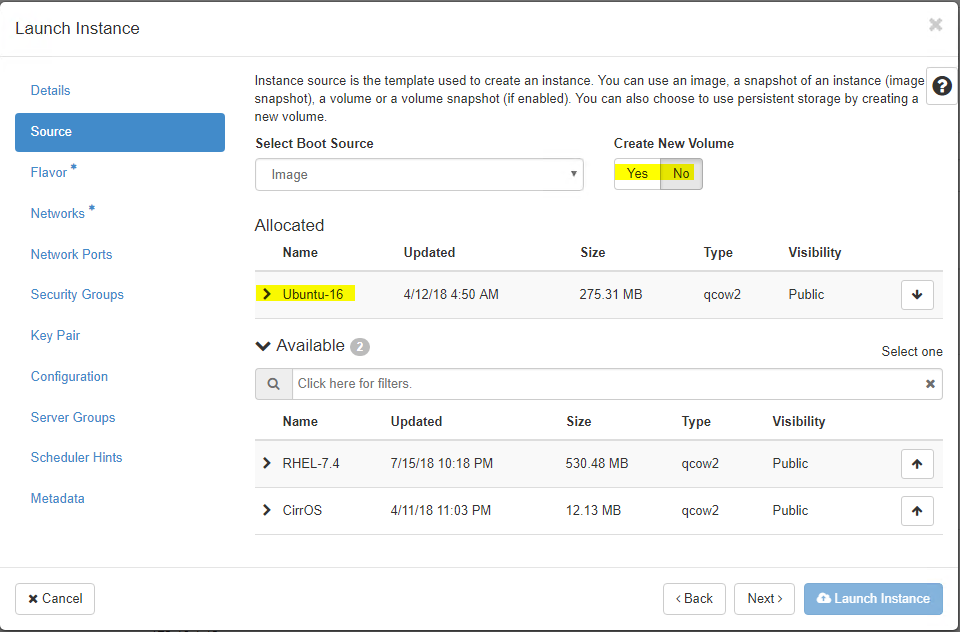 Launch Instance
Details
Source
Flavor *
Networks *
Network Ports
Security Groups
Key Pair
Configuration
Server Groups
Scheduler Hints
Metadata
Instance source is the template used to create an instance. You can use an image, a snapshot of an instance (image
snapshot), a volume or a volume snapshot (if enabled). You can also choose to use persistent storage by creating a
new volume.
Select Boot Source
Create New Volume
Image
Yes No
Allocated
Name Updated Size Type Visibility
Ubuntu-16 4/12/18 4:50 AM 275.31 MB qcow2 Public
Available 2
Select one
Click here for filters.
Name Updated Size Type Visibility
RHEL-7.4 7/15/18 10:18 PM 530.48 MB qcow2 Public
CirrOS 4/11/18 11:03 PM 12.13 MB qcow2 Public
Cancel
Back
Next
Launch Instance